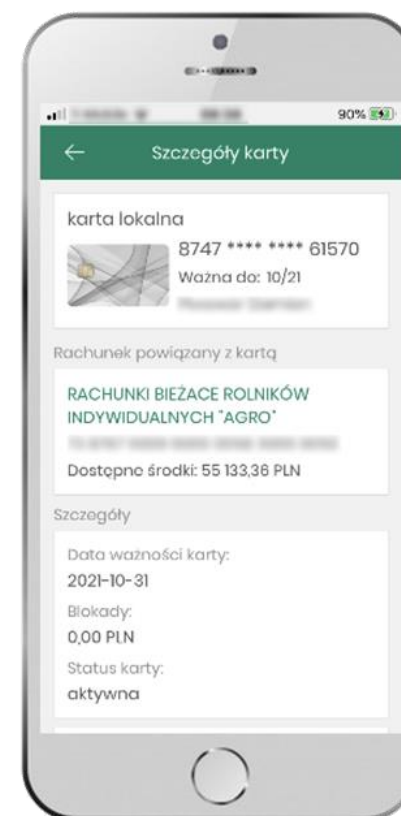 90%
Szczegóły karty
karta lokalna
8747 **** **** 61570
Ważna do: 10/21
Rachunek powiązany z kartą
RACHUNKI BIEŻACE ROLNIKÓW
INDYWIDUALNYCH "AGRO"
Dostępne środki: 55 133,36 PLN
Szczegóły
Data ważności karty:
2021-10-31
Blokady:
0,00 PLN
Status karty:
aktywna